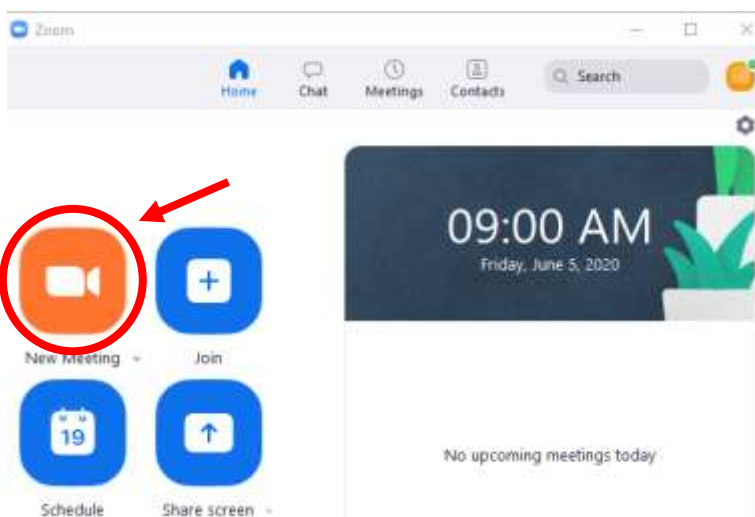 Zoom
Home
Chat
Meetings
Contacts
Search
09:00 AM
Friday, June 5, 2020
New Meeting
Join
19
No upcoming meetings today
Schedule
Share screen